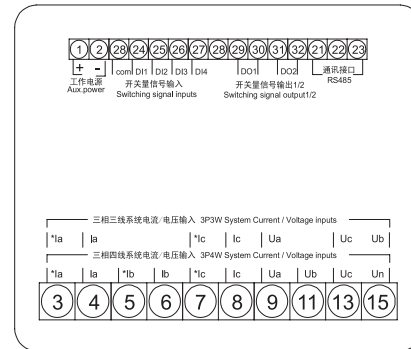 1 2 28 24 25 26 27 28 29 30 31 32 21 22 23
+ - com DI1 DI2 DI3 DI4 DO1 DO2 通讯接口
工作电源 开关量信号输入 开关量信号输出1/2 RS485
Aux.power Switching signal inputs Switching signal output1/2
三相三线系统电流/电压输入 3P3W System Current / Voltage inputs
*Ia Ia *Ic Ic Ua Uc Ub
三相四线系统电流/电压输入 3P4W System Current / Voltage inputs
*Ia Ia *Ib Ib *Ic Ic Ua Ub Uc Un
3 4 5 6 7 8 9 11 13 15